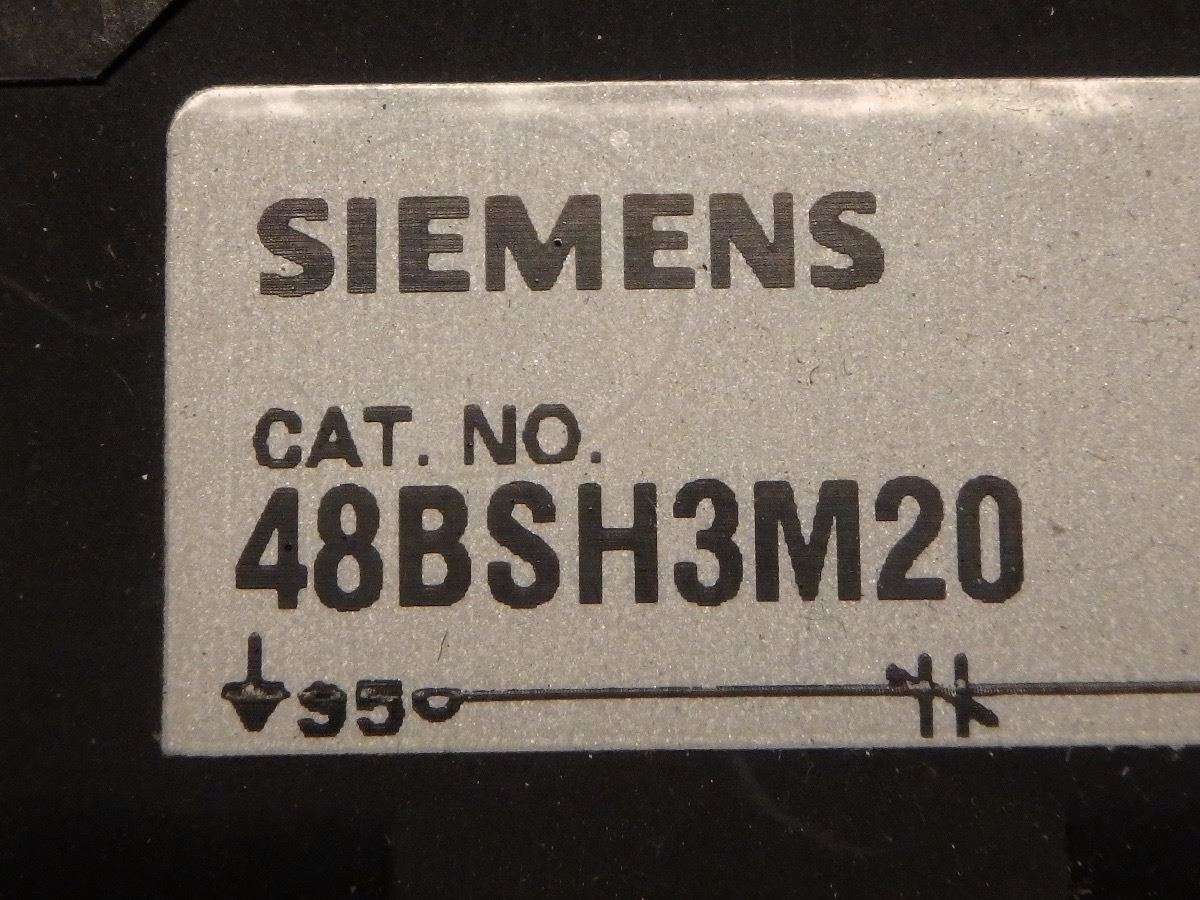 SIEMENS
CAT. NO.
48BSH3M20
95